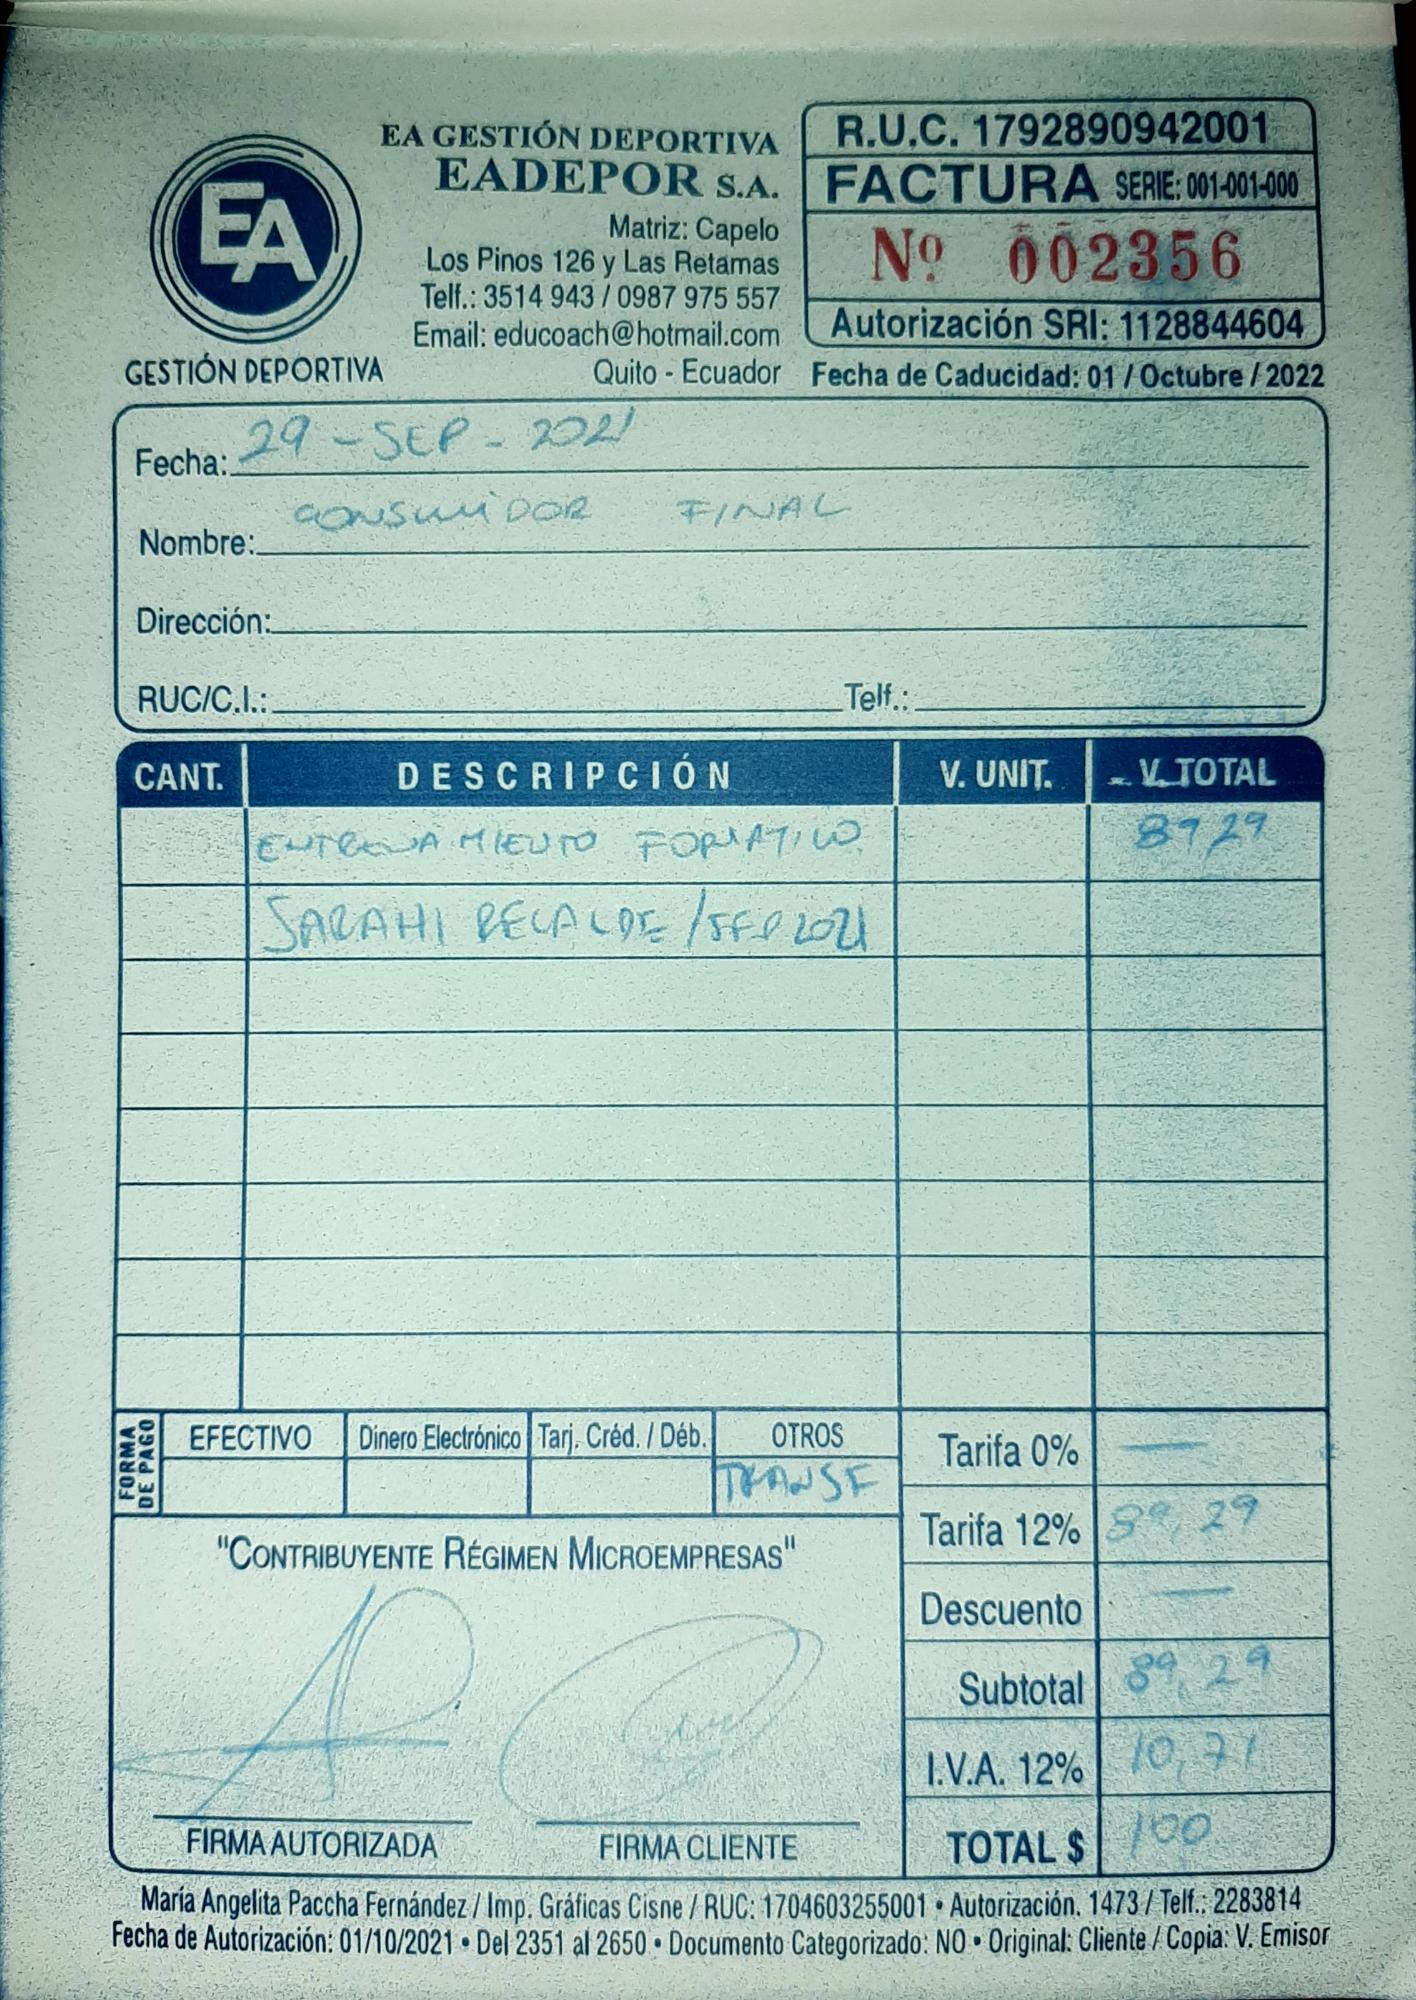 EA
GESTIÓN DEPORTIVA
EA GESTIÓN DEPORTIVA
EADEPOR S.A.
Matriz: Capelo
Los Pinos 126 y Las Retamas
Telf.: 3514 943 / 0987 975 557
Email: educoach@hotmail.com
Quito - Ecuador
R.U.C. 1792890942001
FACTURA SERIE: 001-001-000
Nº 002356
Autorización SRI: 1128844604
Fecha de Caducidad: 01 / Octubre / 2022
Fecha: 29 - SEP - 2021
Nombre: CONSUMIDOR FINAL
Dirección:
RUC/C.I.: Telf.:
CANT. DESCRIPCIÓN V. UNIT. V. TOTAL
ENTRENAMIENTO FORMATIVO 89,29
SARAHI RECALDE / SEP 2021
FORMA DE PAGO
EFECTIVO Dinero Electrónico Tarj. Créd. / Déb. OTROS
TRANSF
Tarifa 0% —
Tarifa 12% 89,29
Descuento —
Subtotal 89,29
I.V.A. 12% 10,71
TOTAL $ 100
"CONTRIBUYENTE RÉGIMEN MICROEMPRESAS"
FIRMA AUTORIZADA FIRMA CLIENTE
María Angelita Paccha Fernández / Imp. Gráficas Cisne / RUC: 1704603255001 • Autorización. 1473 / Telf.: 2283814
Fecha de Autorización: 01/10/2021 • Del 2351 al 2650 • Documento Categorizado: NO • Original: Cliente / Copia: V. Emisor